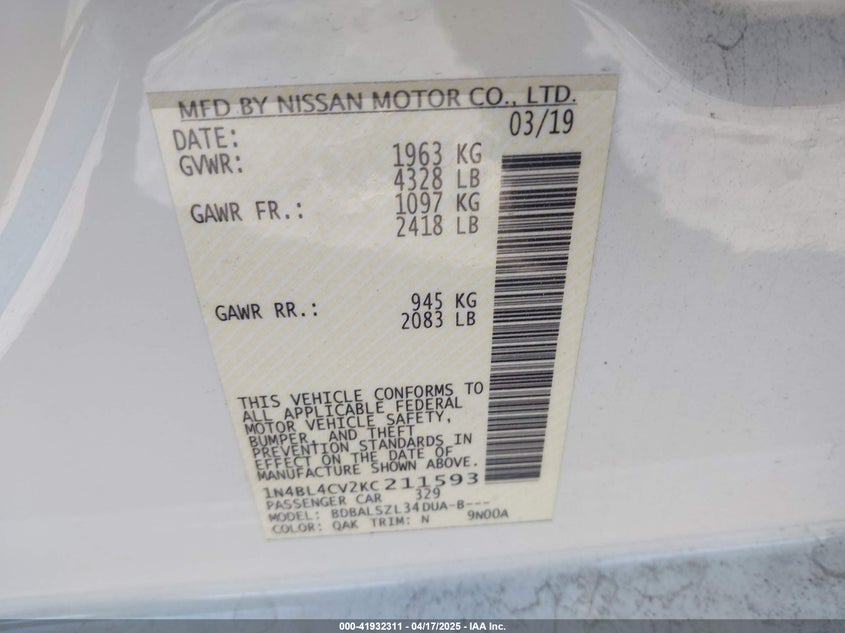 MFD BY NISSAN MOTOR CO., LTD.
DATE: 03/19
GVWR: 1963 KG
4328 LB
GAWR FR.: 1097 KG
2418 LB
GAWR RR.: 945 KG
2083 LB
THIS VEHICLE CONFORMS TO
ALL APPLICABLE FEDERAL
MOTOR VEHICLE SAFETY,
BUMPER, AND THEFT
PREVENTION STANDARDS IN
EFFECT ON THE DATE OF
MANUFACTURE SHOWN ABOVE.
1N4BL4CV2KC211593
PASSENGER CAR 329
MODEL: BDBALSZL34DUA-B---
COLOR: QAK TRIM: N 9N00A
000-41932311 - 04/17/2025 - IAA Inc.